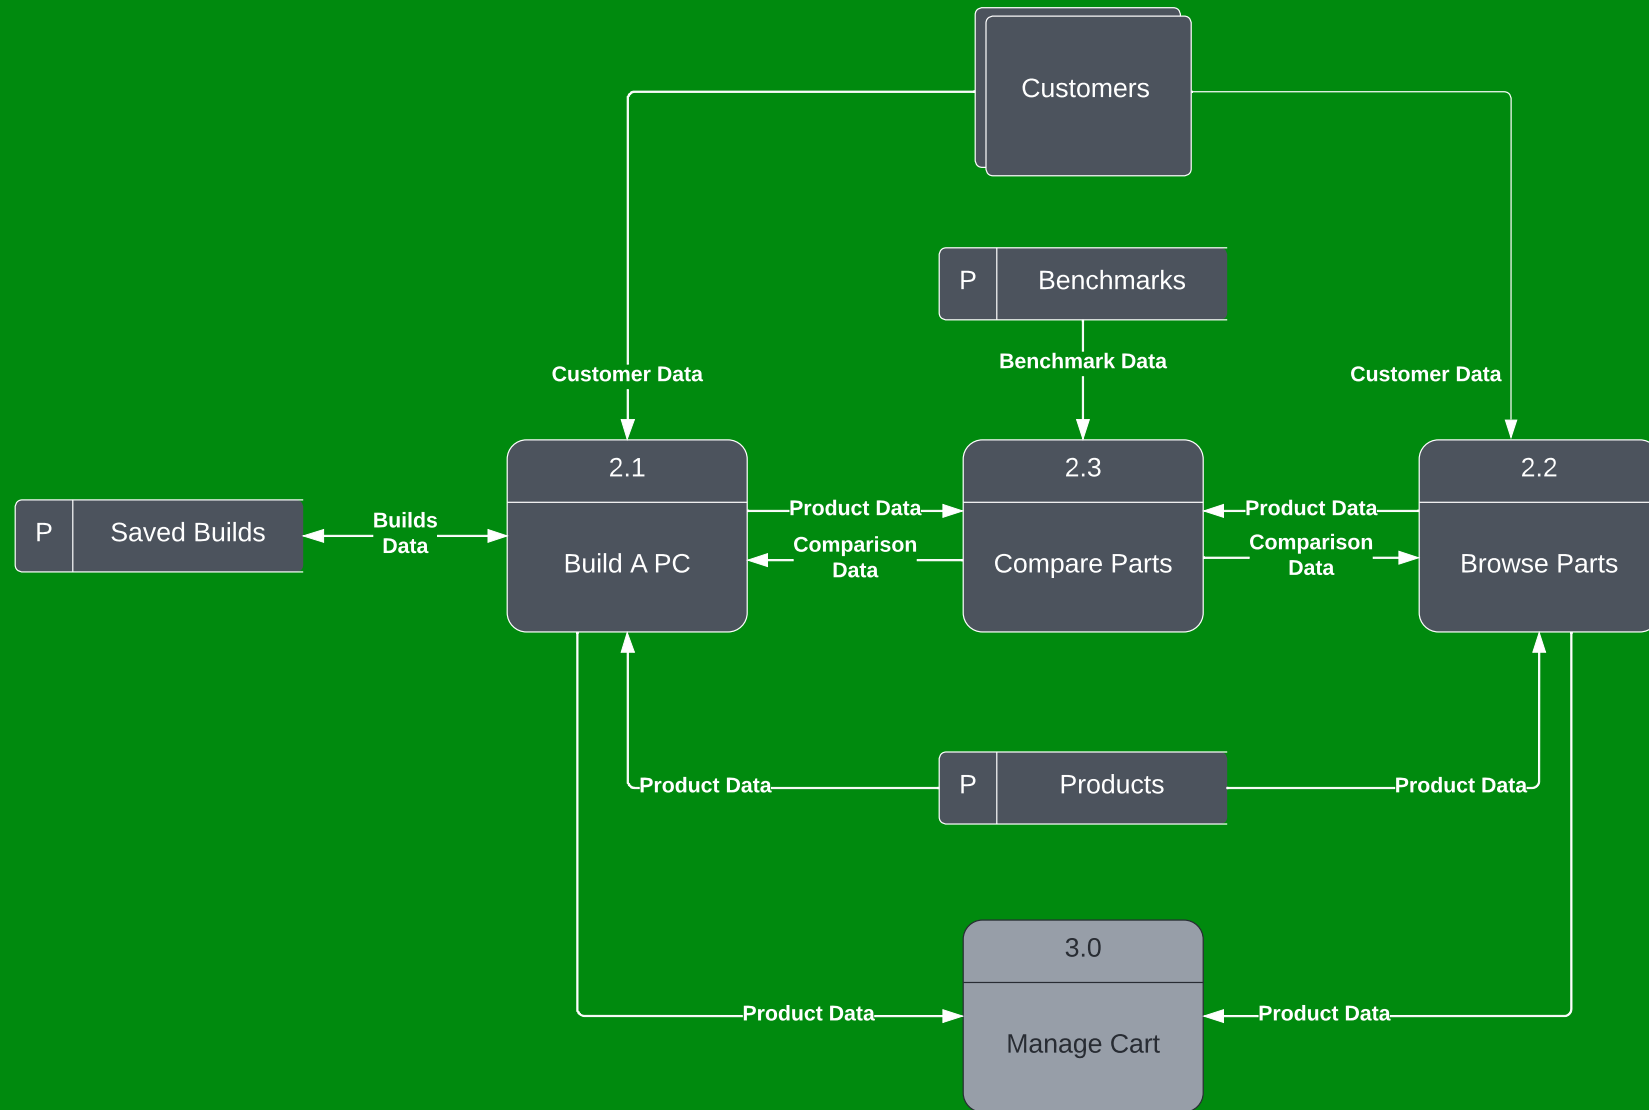 Customers
P
Benchmarks
Benchmark Data
Customer Data
Customer Data
2.1
2.3
2.2
P
Saved Builds
Builds
Data
Product Data
Product Data
Comparison
Data
Comparison
Data
Build A PC
Compare Parts
Browse Parts
Product Data
P
Products
Product Data
3.0
Product Data
Product Data
Manage Cart